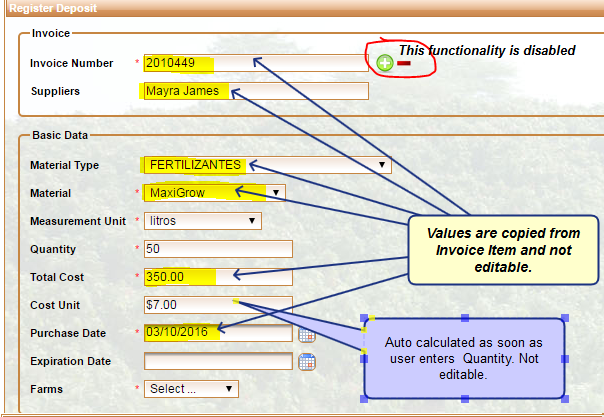 Register Deposit
Invoice
This functionality is disabled
Invoice Number * 2010449
Suppliers Mayra James
Basic Data
Material Type * FERTILIZANTES
Material * MaxiGrow
Measurement Unit * litros
Quantity * 50
Total Cost * 350.00
Cost Unit $7.00
Purchase Date * 03/10/2016
Expiration Date
Farms * Select ...
Values are copied from
Invoice Item and not
editable.
Auto calculated as soon as
user enters Quantity. Not
editable.